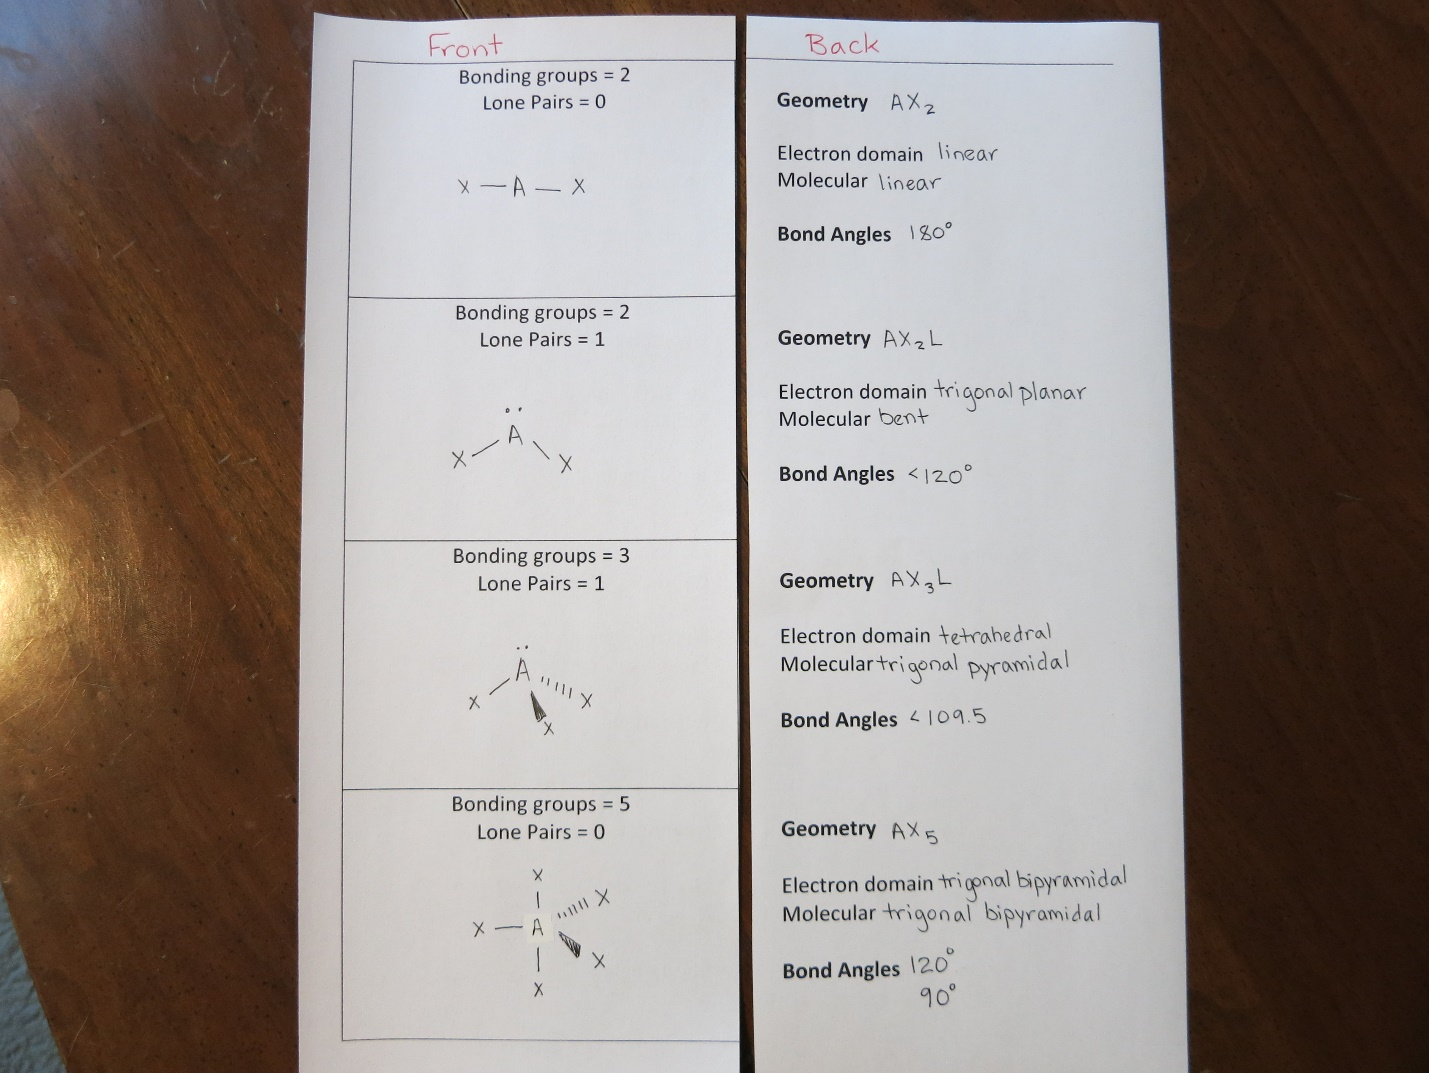 Front
Bonding groups = 2
Lone Pairs = 0
X — A — X
Bonding groups = 2
Lone Pairs = 1
A
X X
Bonding groups = 3
Lone Pairs = 1
A
X X
X
Bonding groups = 5
Lone Pairs = 0
X
X
X — A
X
X
Back
Geometry AX₂
Electron domain linear
Molecular linear
Bond Angles 180°
Geometry AX₂L
Electron domain trigonal planar
Molecular bent
Bond Angles <120°
Geometry AX₃L
Electron domain tetrahedral
Molecular trigonal pyramidal
Bond Angles <109.5
Geometry AX₅
Electron domain trigonal bipyramidal
Molecular trigonal bipyramidal
Bond Angles 120°
90°